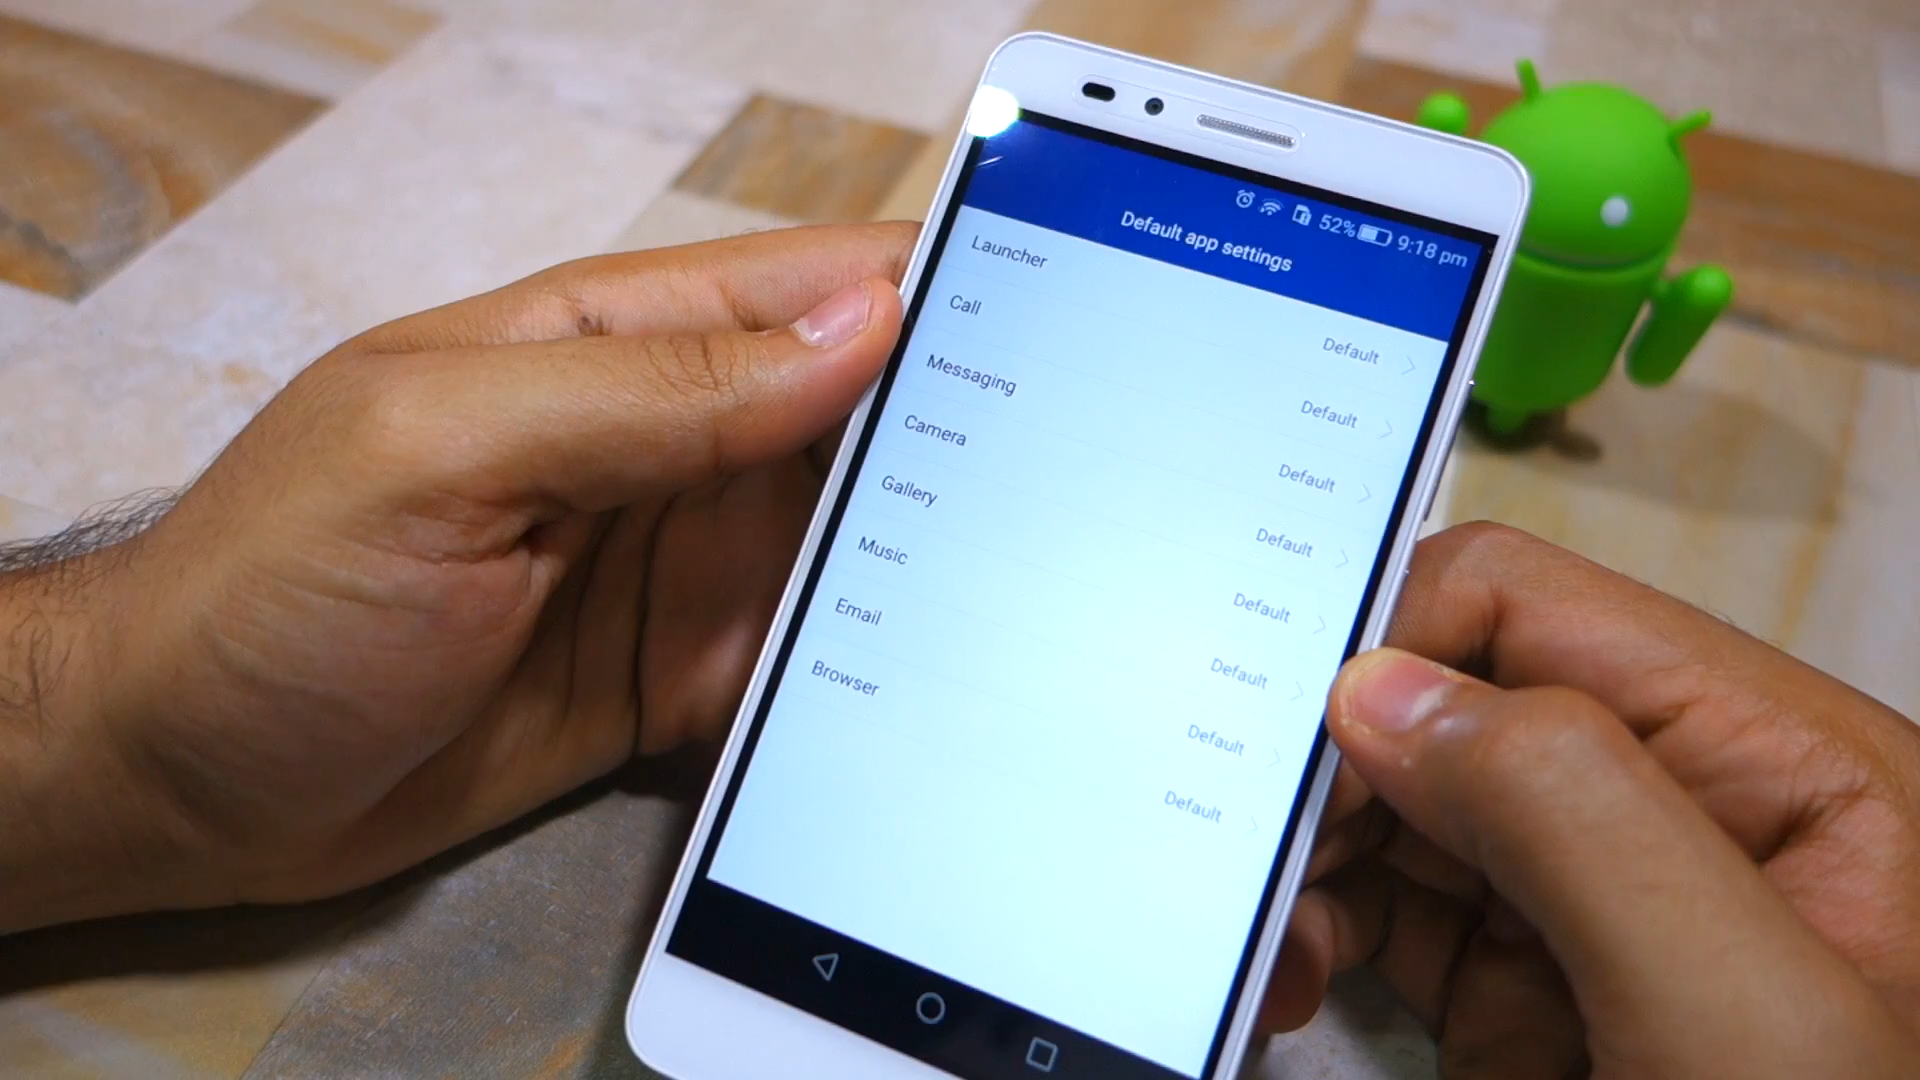 52% 9:18 pm
Default app settings
Launcher Default
Call Default
Messaging Default
Camera Default
Gallery Default
Music Default
Email Default
Browser Default